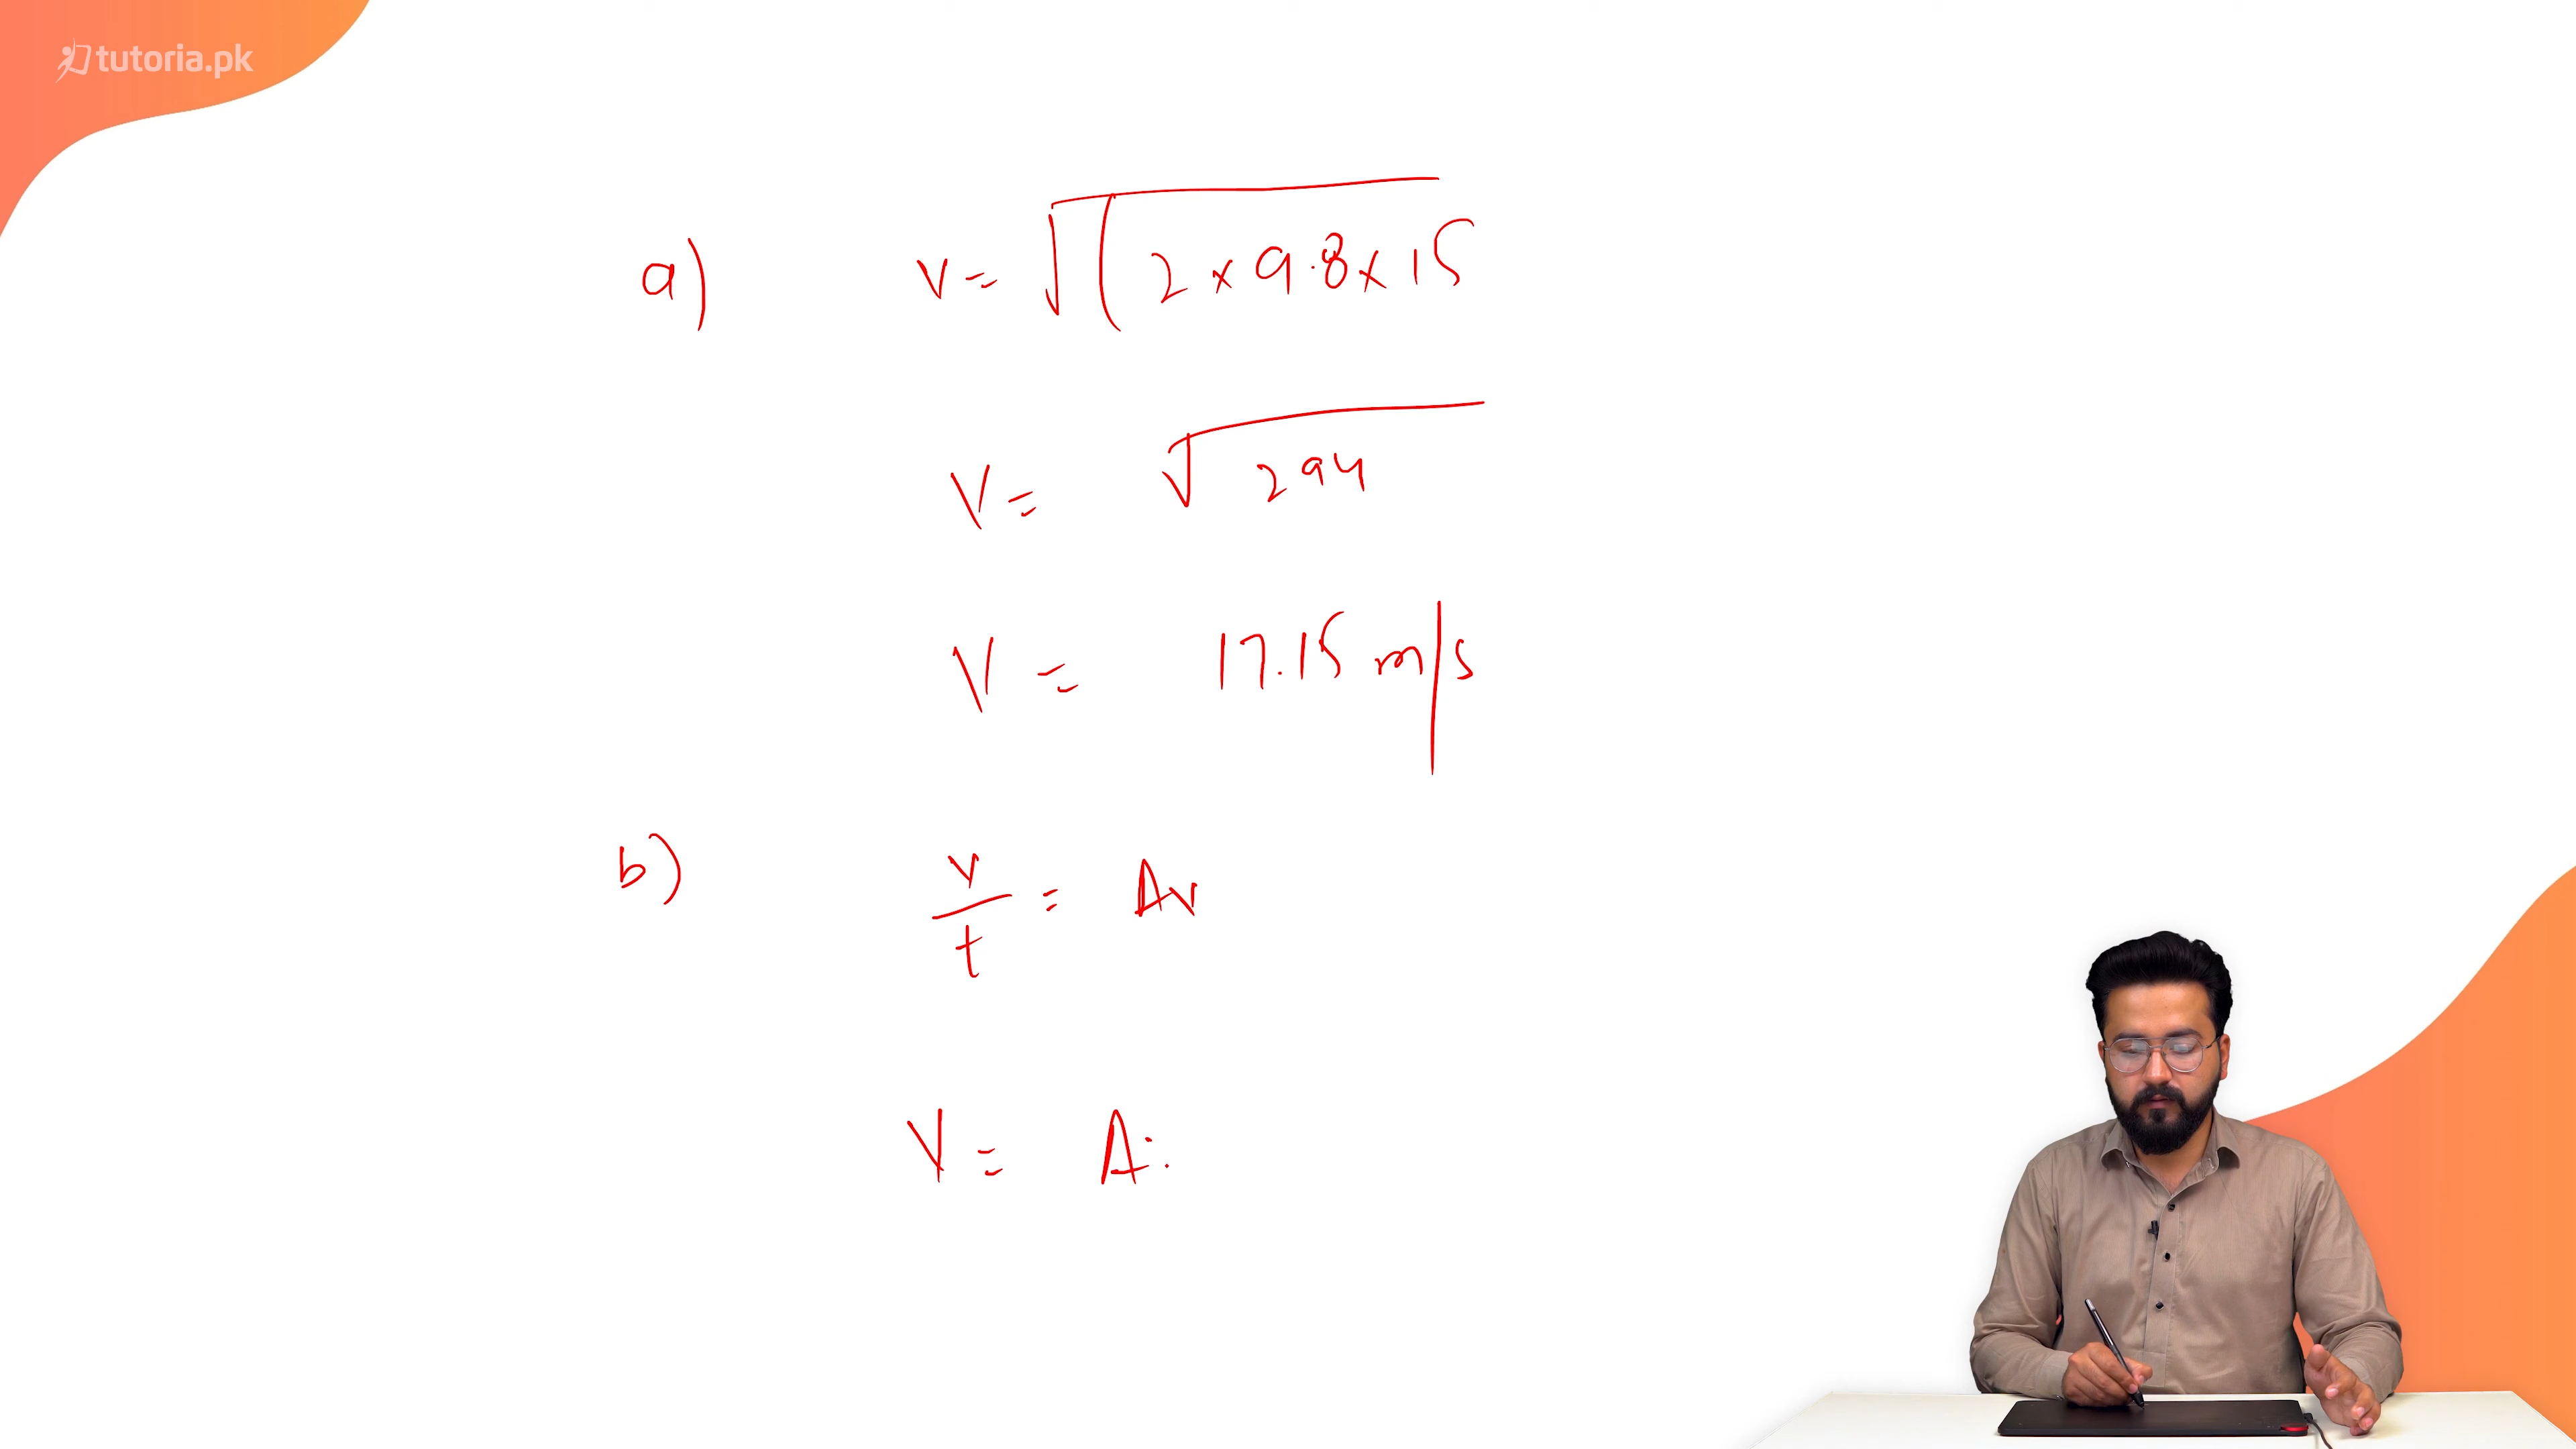 tutoria.pk
a) v = √(2 × 9.8 × 15
V = √294
V = 17.15 m/s
b) v/t = Av
V = A: